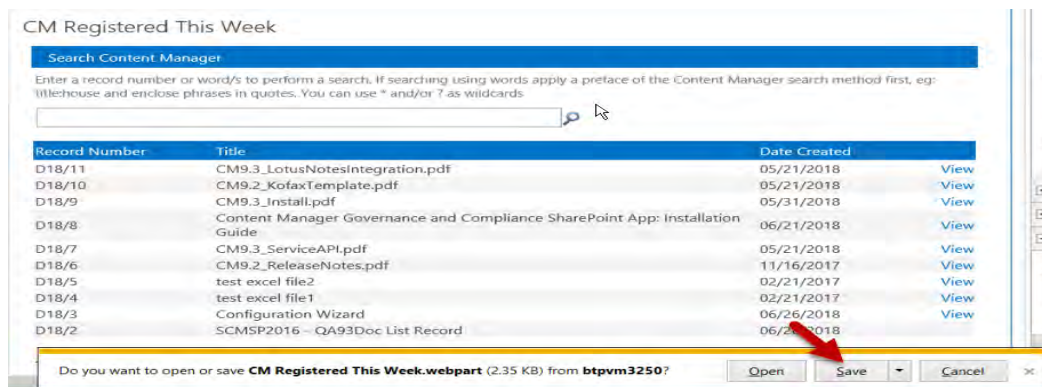 CM Registered This Week
Search Content Manager
Enter a record number or word/s to perform a search. If searching using words apply a preface of the Content Manager search method first, eg:
title:house and enclose phrases in quotes. You can use * and/or ? as wildcards
Record Number Title Date Created
D18/11 CM9.3_LotusNotesIntegration.pdf 05/21/2018 View
D18/10 CM9.2_KofaxTemplate.pdf 05/21/2018 View
D18/9 CM9.3_Install.pdf 05/31/2018 View
D18/8 Content Manager Governance and Compliance SharePoint App: Installation Guide 06/21/2018 View
D18/7 CM9.3_ServiceAPI.pdf 05/21/2018 View
D18/6 CM9.2_ReleaseNotes.pdf 11/16/2017 View
D18/5 test excel file2 02/21/2017 View
D18/4 test excel file1 02/21/2017 View
D18/3 Configuration Wizard 06/26/2018 View
D18/2 SCMSP2016 - QA93Doc List Record
Do you want to open or save CM Registered This Week.webpart (2.35 KB) from btpvm3250? Open Save Cancel